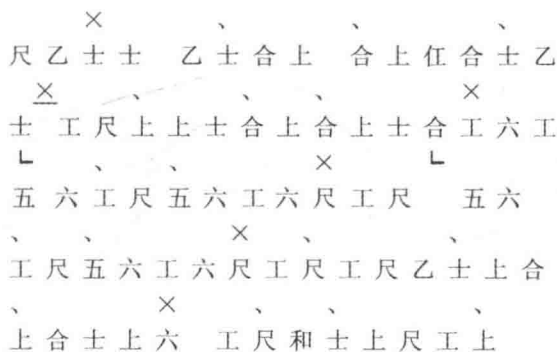 ×、、、
尺乙士士 乙士合上 合上仜合士乙
×、、、×
士 工尺上上士合上合上士合工六工
┗、、×┗
五六工尺五六工六尺工尺 五六
、、×、、
工尺五六工六尺工尺工尺乙士上合
、×、、、
上合士上六 工尺和士上尺工上